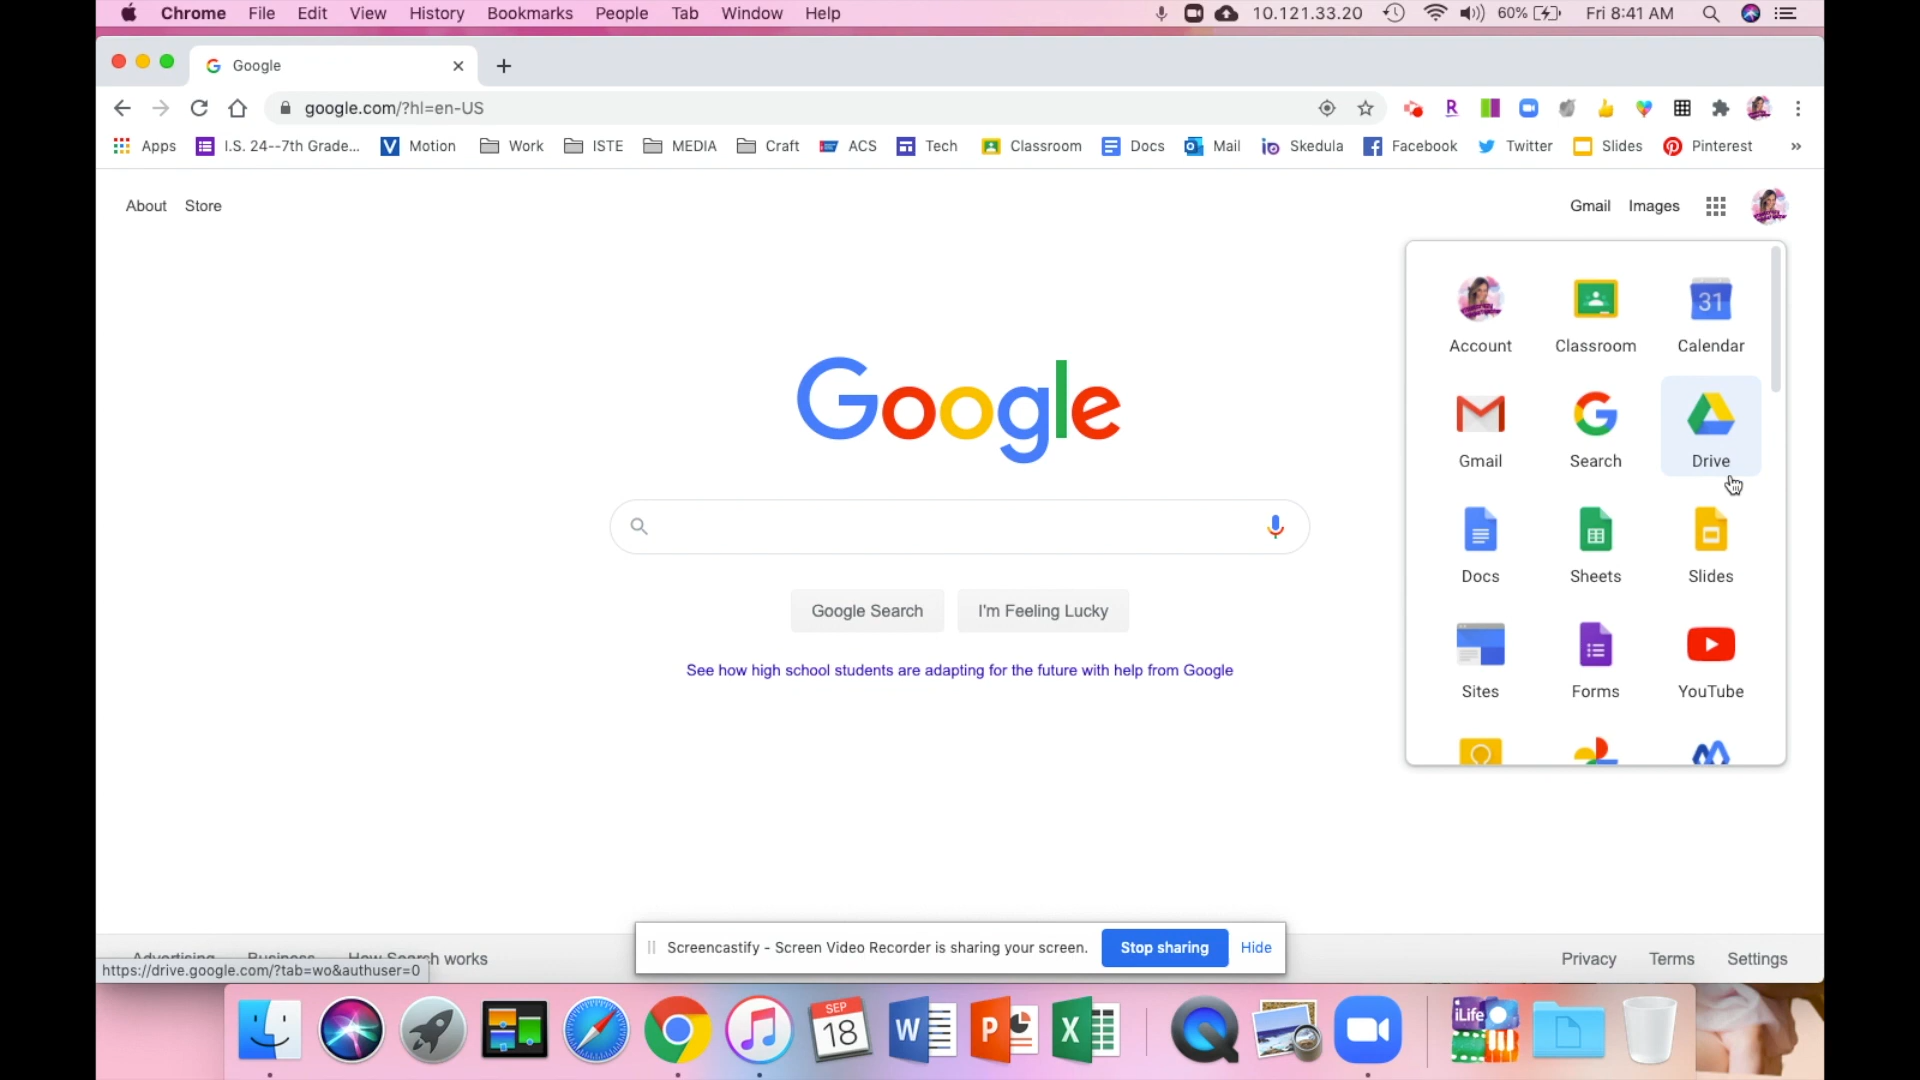 Chrome File Edit View History Bookmarks People Tab Window Help 10.121.33.20 60% Fri 8:41 AM
Google
google.com/?hl=en-US
Apps I.S. 24--7th Grade... Motion Work ISTE MEDIA Craft ACS Tech Classroom Docs Mail Skedula Facebook Twitter Slides Pinterest »
About Store Gmail Images
Account Classroom Calendar
31
Gmail Search Drive
Docs Sheets Slides
Sites Forms YouTube
Google
Google Search I'm Feeling Lucky
See how high school students are adapting for the future with help from Google
Screencastify - Screen Video Recorder is sharing your screen. Stop sharing Hide
Advertising Business How Search works Privacy Terms Settings
https://drive.google.com/?tab=wo&authuser=0
SEP
18
W P X iLife